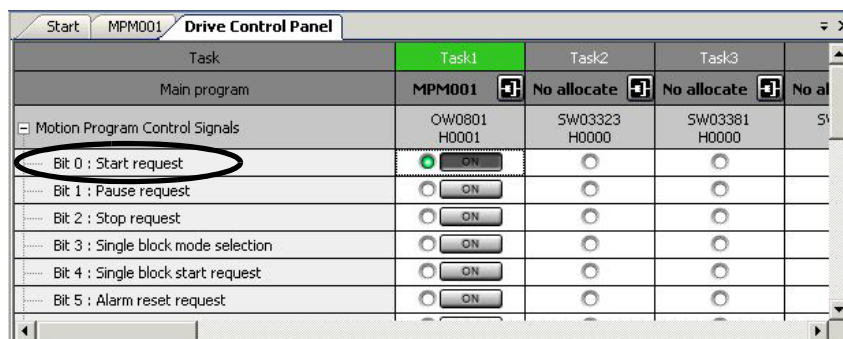 Start MPM001 Drive Control Panel
Task Task1 Task2 Task3
Main program MPM001 No allocate No allocate No al
Motion Program Control Signals OW0801 H0001 SW03323 H0000 SW03381 H0000
Bit 0 : Start request ON
Bit 1 : Pause request ON
Bit 2 : Stop request ON
Bit 3 : Single block mode selection ON
Bit 4 : Single block start request ON
Bit 5 : Alarm reset request ON